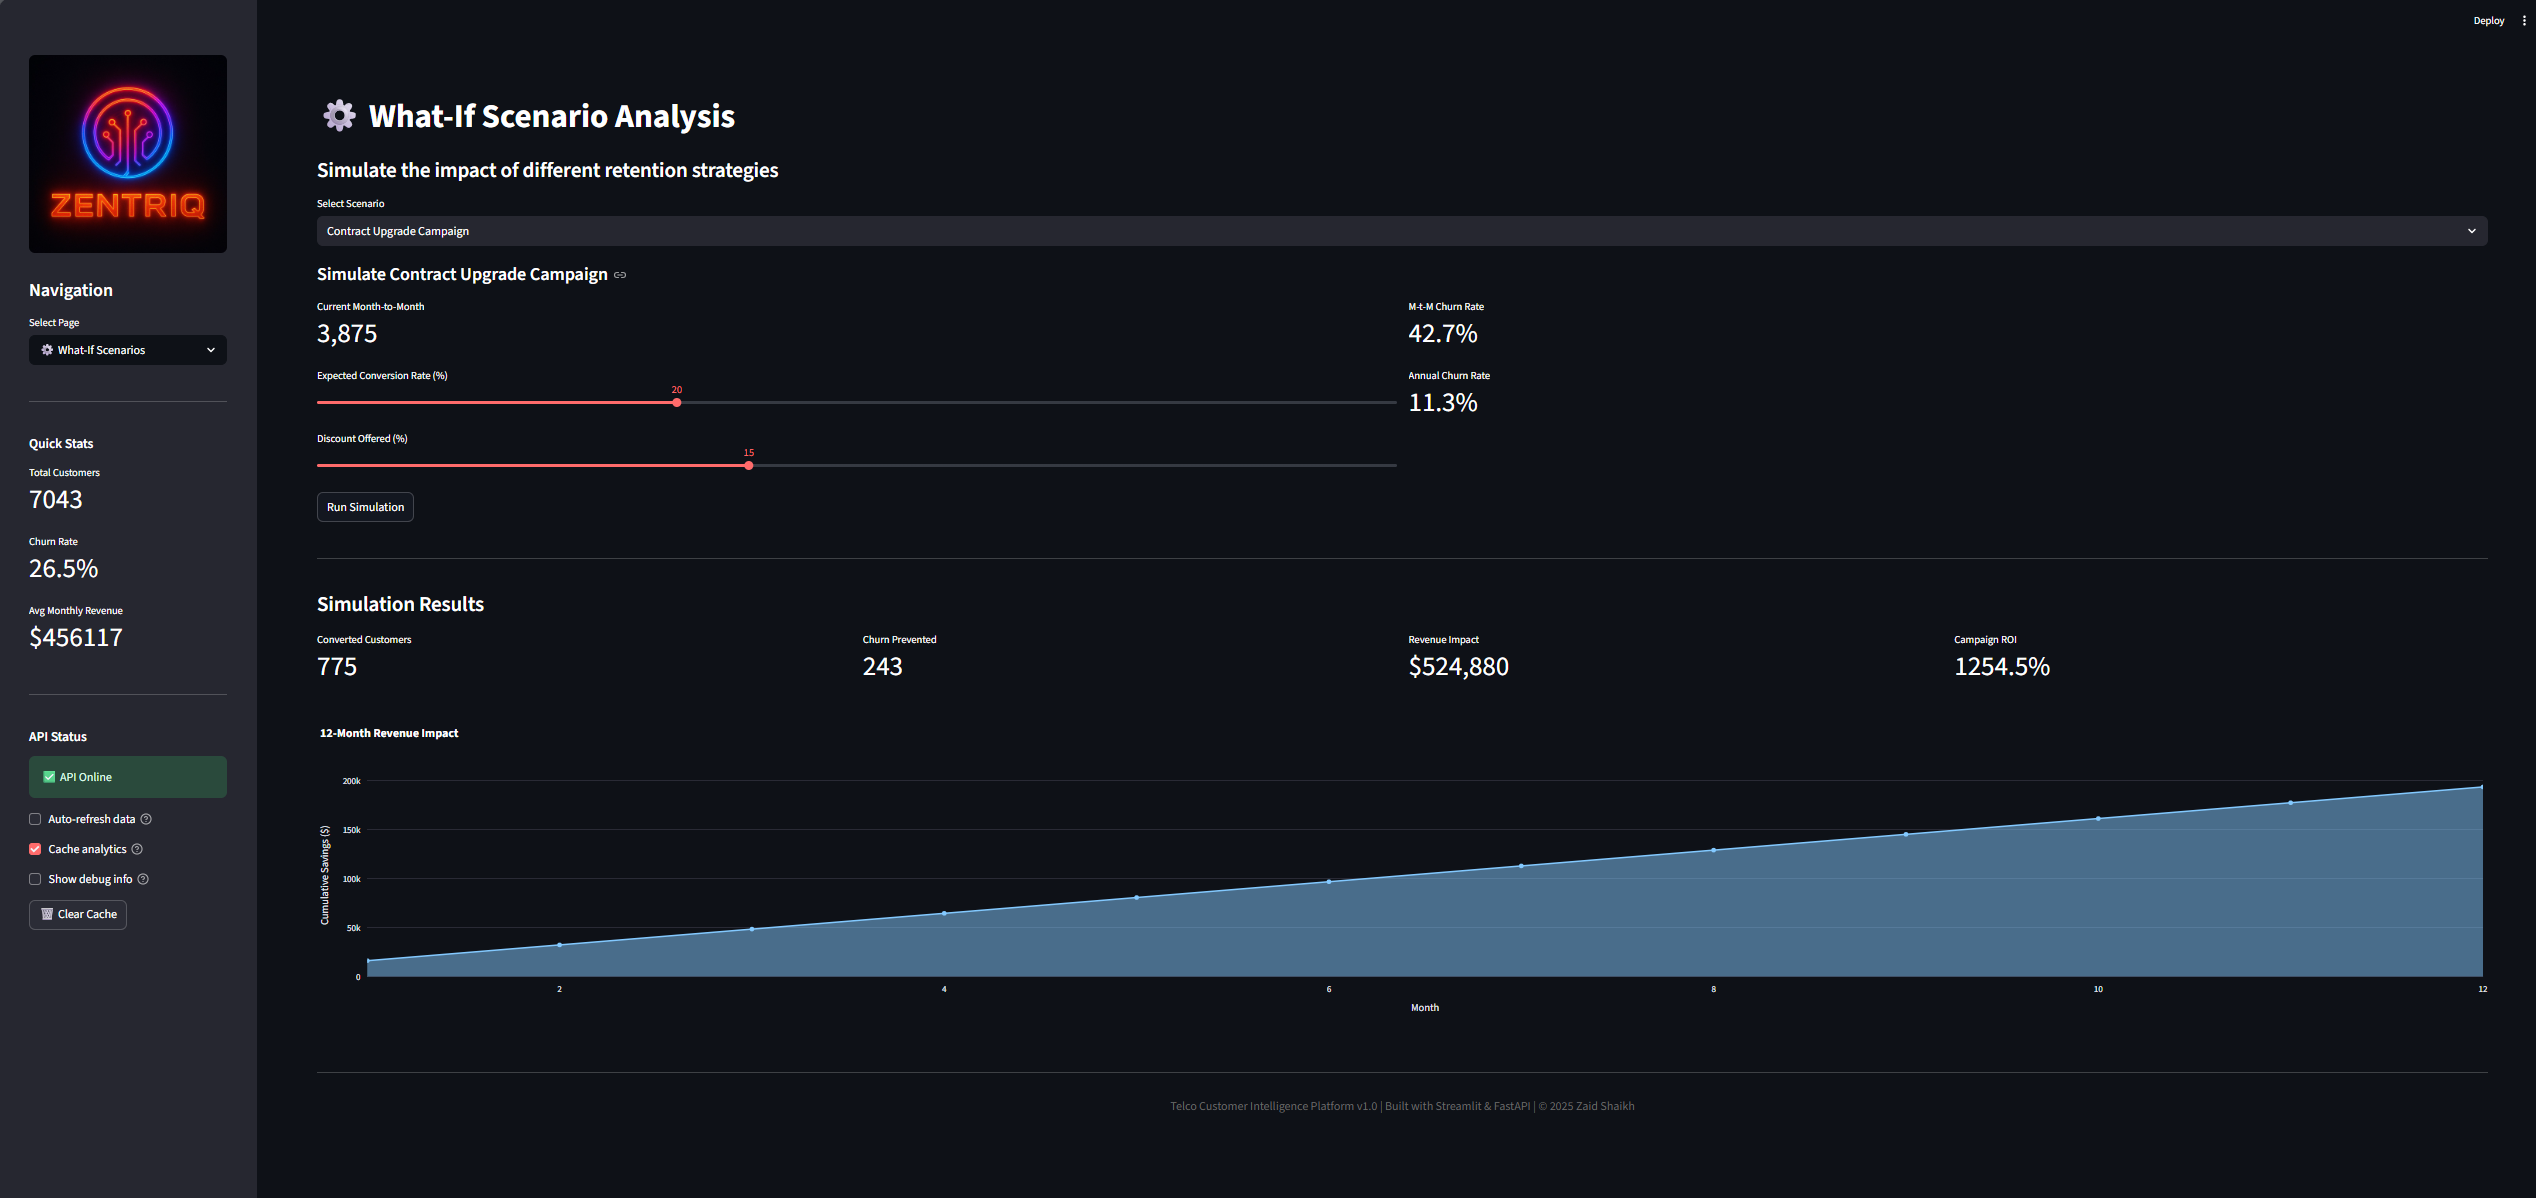 Deploy
ZENTRIQ
Navigation
Select Page
What-If Scenarios
Quick Stats
Total Customers
7043
Churn Rate
26.5%
Avg Monthly Revenue
$456117
API Status
API Online
Auto-refresh data
Cache analytics
Show debug info
Clear Cache
What-If Scenario Analysis
Simulate the impact of different retention strategies
Select Scenario
Contract Upgrade Campaign
Simulate Contract Upgrade Campaign
Current Month-to-Month
3,875
M-t-M Churn Rate
42.7%
Expected Conversion Rate (%)
20
Annual Churn Rate
11.3%
Discount Offered (%)
15
Run Simulation
Simulation Results
Converted Customers
775
Churn Prevented
243
Revenue Impact
$524,880
Campaign ROI
1254.5%
12-Month Revenue Impact
Cumulative Savings ($)
200k
150k
100k
50k
0
2 4 6 8 10 12
Month
Telco Customer Intelligence Platform v1.0 | Built with Streamlit & FastAPI | © 2025 Zaid Shaikh